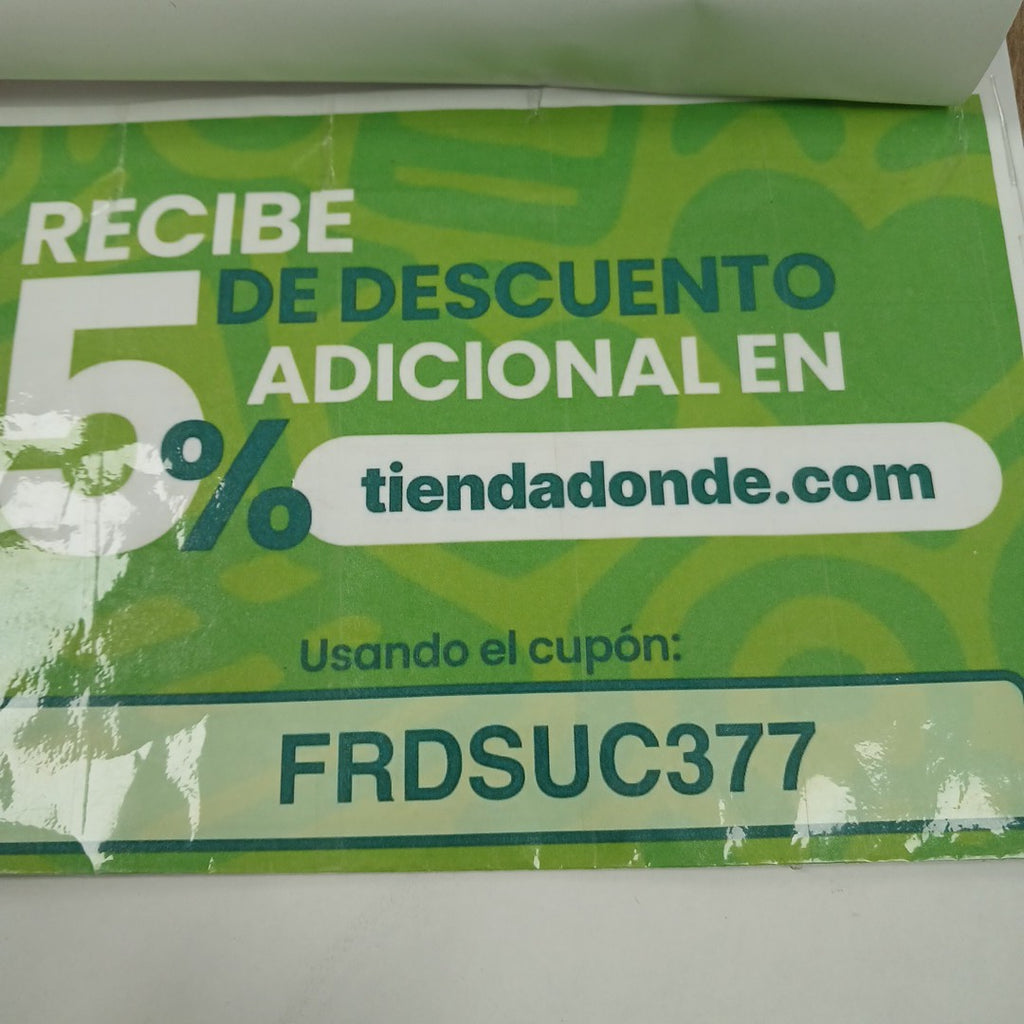 RECIBE
5% DE DESCUENTO
ADICIONAL EN
tiendadonde.com
Usando el cupón:
FRDSUC377